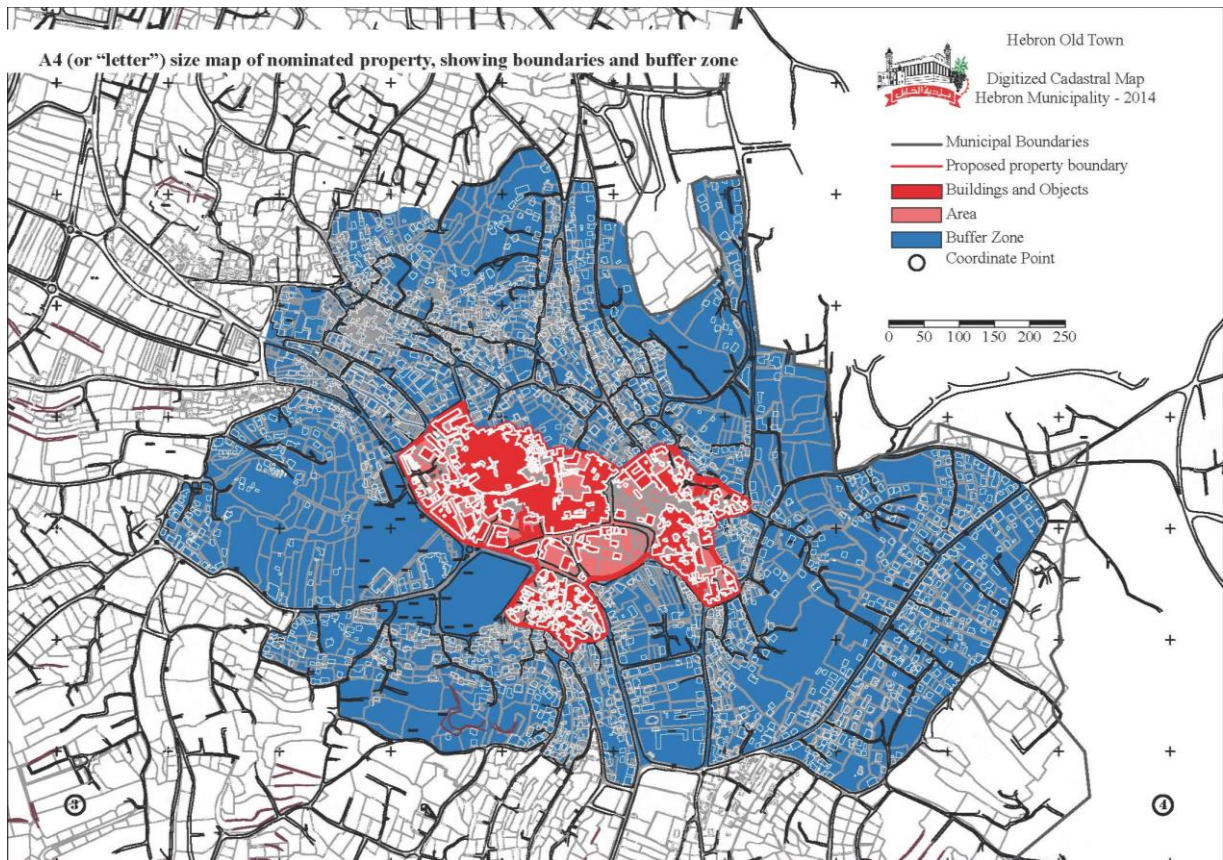 A4 (or “letter”) size map of nominated property, showing boundaries and buffer zone
بلدية الخليل
Hebron Old Town
Digitized Cadastral Map
Hebron Municipality - 2014
Municipal Boundaries
Proposed property boundary
Buildings and Objects
Area
Buffer Zone
Coordinate Point
0 50 100 150 200 250
3
4